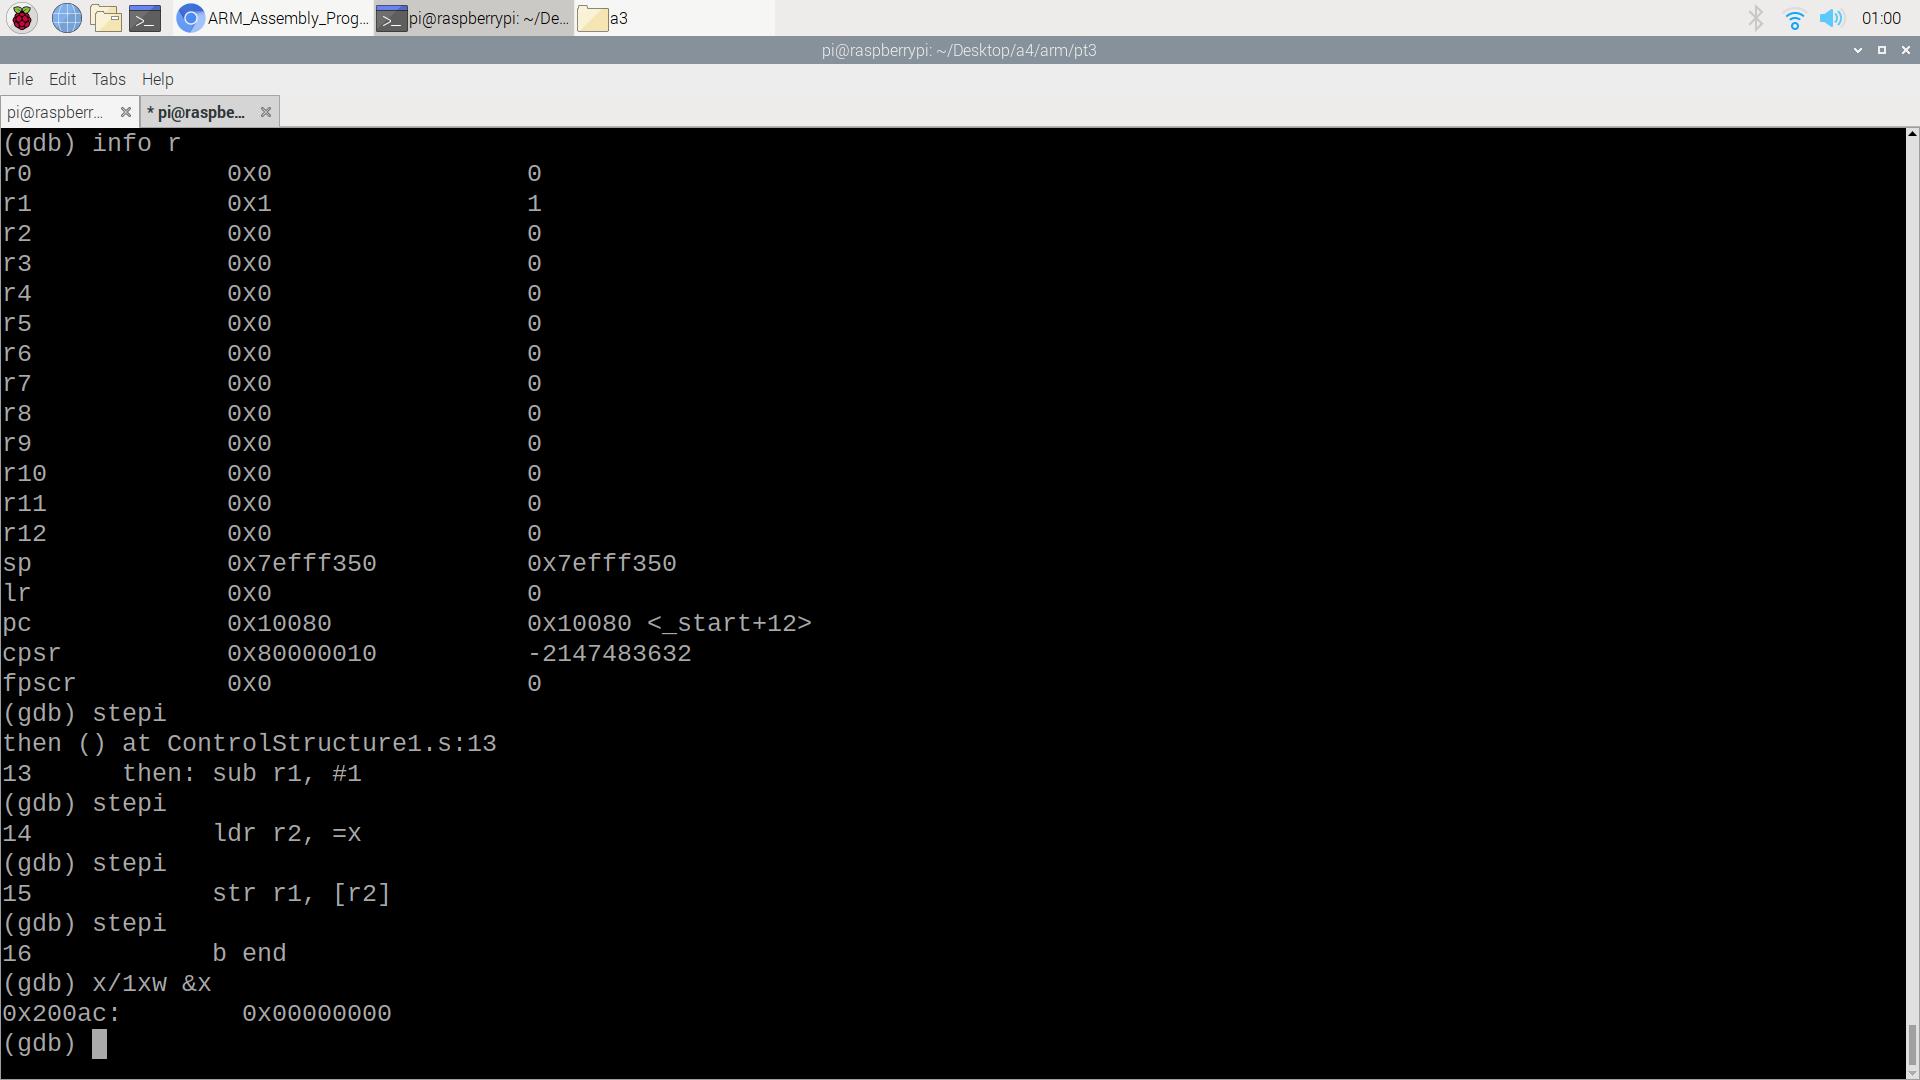 ARM_Assembly_Prog... pi@raspberrypi: ~/De... a3 01:00
pi@raspberrypi: ~/Desktop/a4/arm/pt3
File Edit Tabs Help
pi@raspberr... * pi@raspbe...
(gdb) info r
r0 0x0 0
r1 0x1 1
r2 0x0 0
r3 0x0 0
r4 0x0 0
r5 0x0 0
r6 0x0 0
r7 0x0 0
r8 0x0 0
r9 0x0 0
r10 0x0 0
r11 0x0 0
r12 0x0 0
sp 0x7efff350 0x7efff350
lr 0x0 0
pc 0x10080 0x10080 <_start+12>
cpsr 0x80000010 -2147483632
fpscr 0x0 0
(gdb) stepi
then () at ControlStructure1.s:13
13 then: sub r1, #1
(gdb) stepi
14 ldr r2, =x
(gdb) stepi
15 str r1, [r2]
(gdb) stepi
16 b end
(gdb) x/1xw &x
0x200ac: 0x00000000
(gdb)